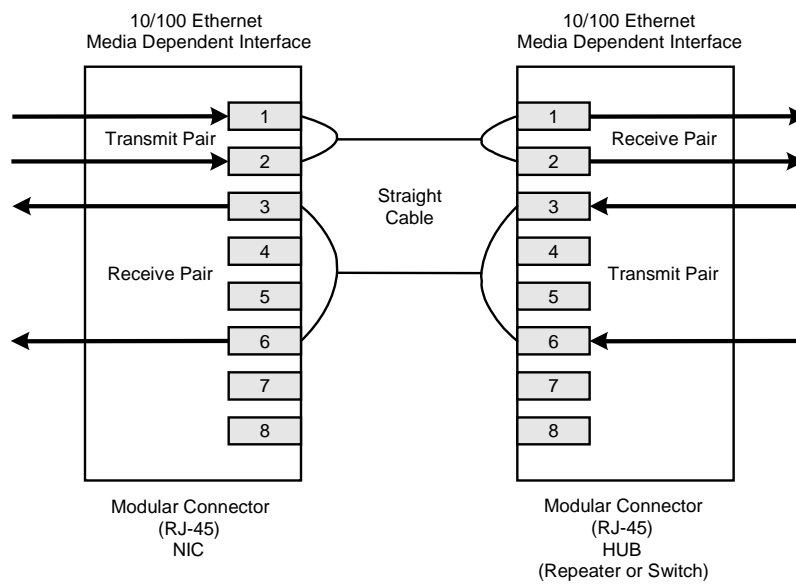 10/100 Ethernet
Media Dependent Interface
10/100 Ethernet
Media Dependent Interface
1
Transmit Pair
2
3
4
Receive Pair
5
6
7
8
Straight
Cable
1
Receive Pair
2
3
4
Transmit Pair
5
6
7
8
Modular Connector
(RJ-45)
NIC
Modular Connector
(RJ-45)
HUB
(Repeater or Switch)